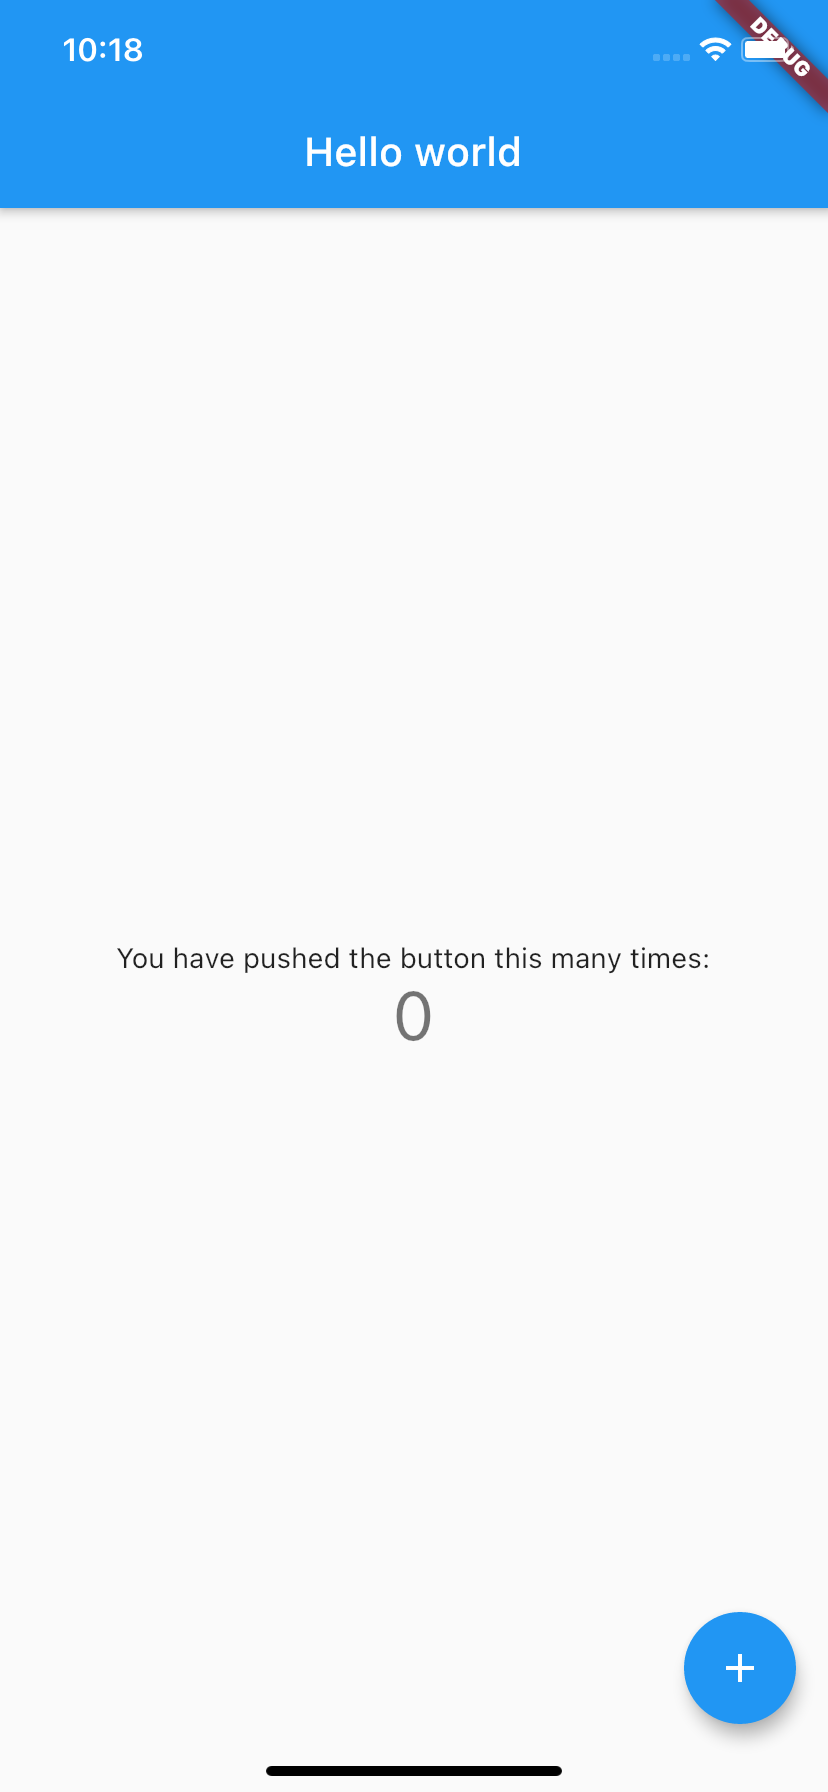 10:18
DEBUG
Hello world
You have pushed the button this many times:
0